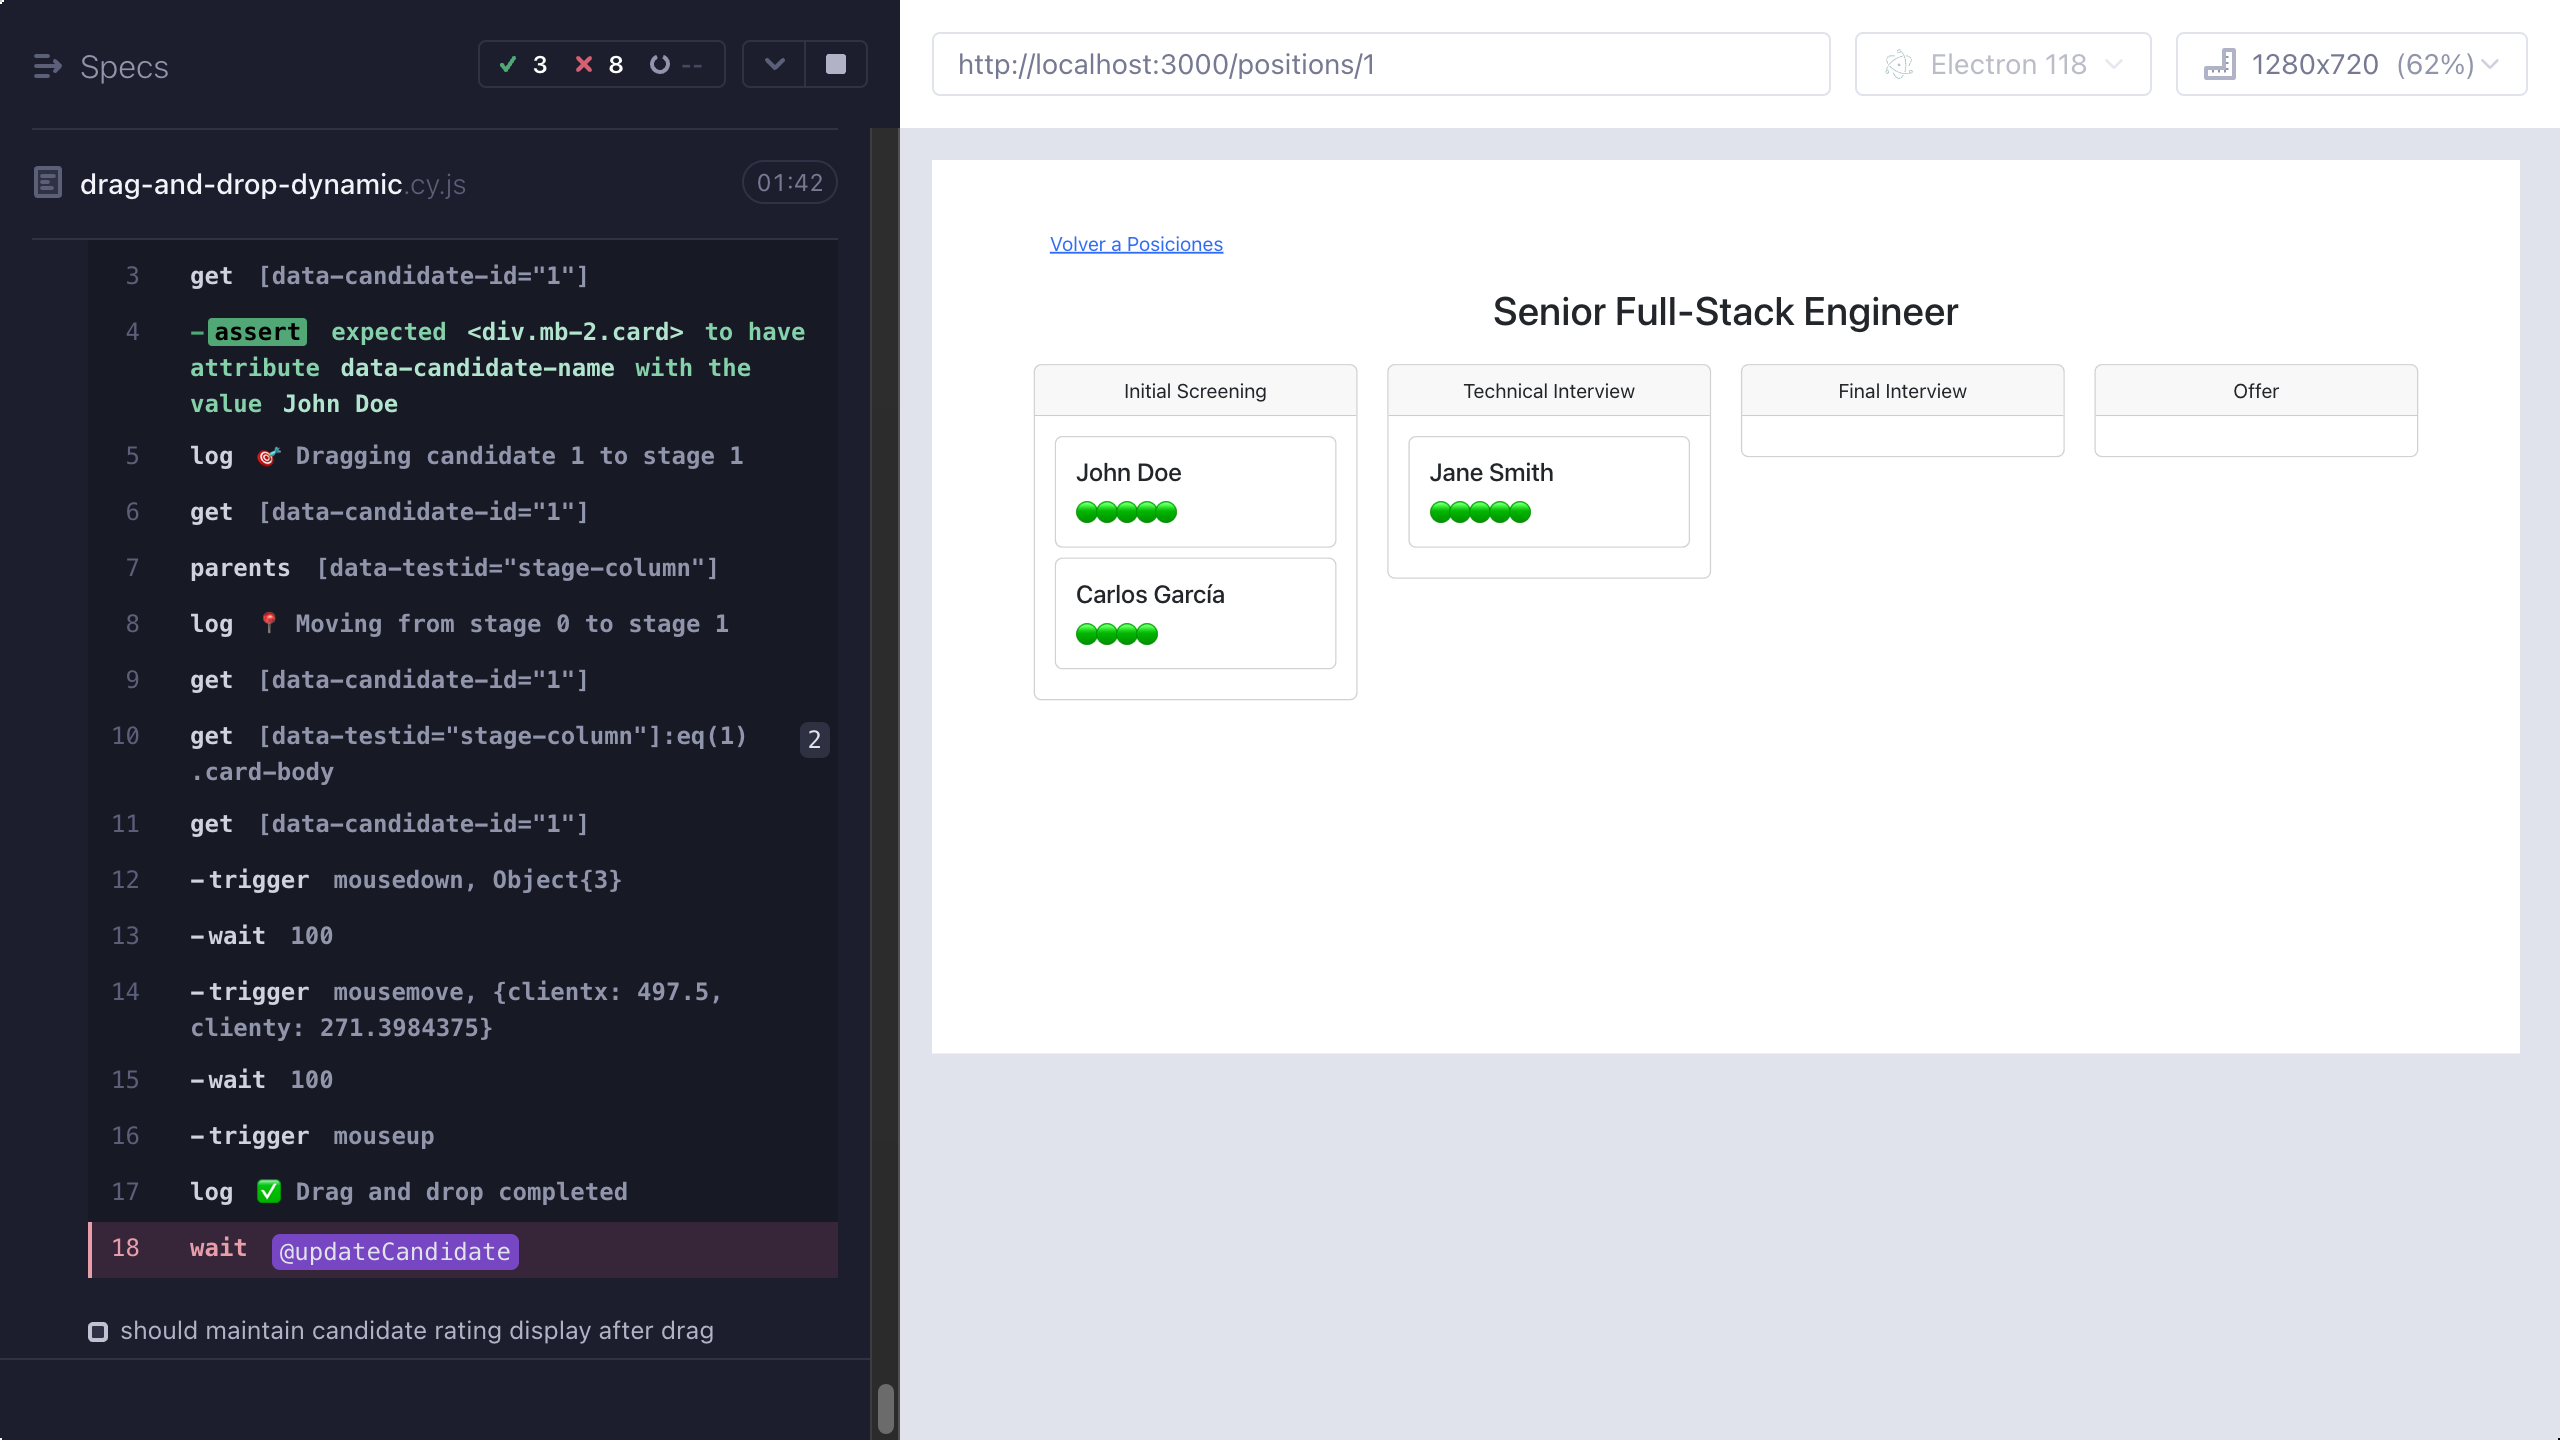 Specs
3 8 --
drag-and-drop-dynamic.cy.js
01:42
3 get [data-candidate-id="1"]
4 -assert expected <div.mb-2.card> to have
attribute data-candidate-name with the
value John Doe
5 log 🎯 Dragging candidate 1 to stage 1
6 get [data-candidate-id="1"]
7 parents [data-testid="stage-column"]
8 log 📍 Moving from stage 0 to stage 1
9 get [data-candidate-id="1"]
10 get [data-testid="stage-column"]:eq(1) 2
.card-body
11 get [data-candidate-id="1"]
12 -trigger mousedown, Object{3}
13 -wait 100
14 -trigger mousemove, {clientx: 497.5,
clienty: 271.3984375}
15 -wait 100
16 -trigger mouseup
17 log ✅ Drag and drop completed
18 wait @updateCandidate
should maintain candidate rating display after drag
http://localhost:3000/positions/1
Electron 118
1280x720 (62%)
Volver a Posiciones
Senior Full-Stack Engineer
Initial Screening
John Doe
Carlos García
Technical Interview
Jane Smith
Final Interview
Offer